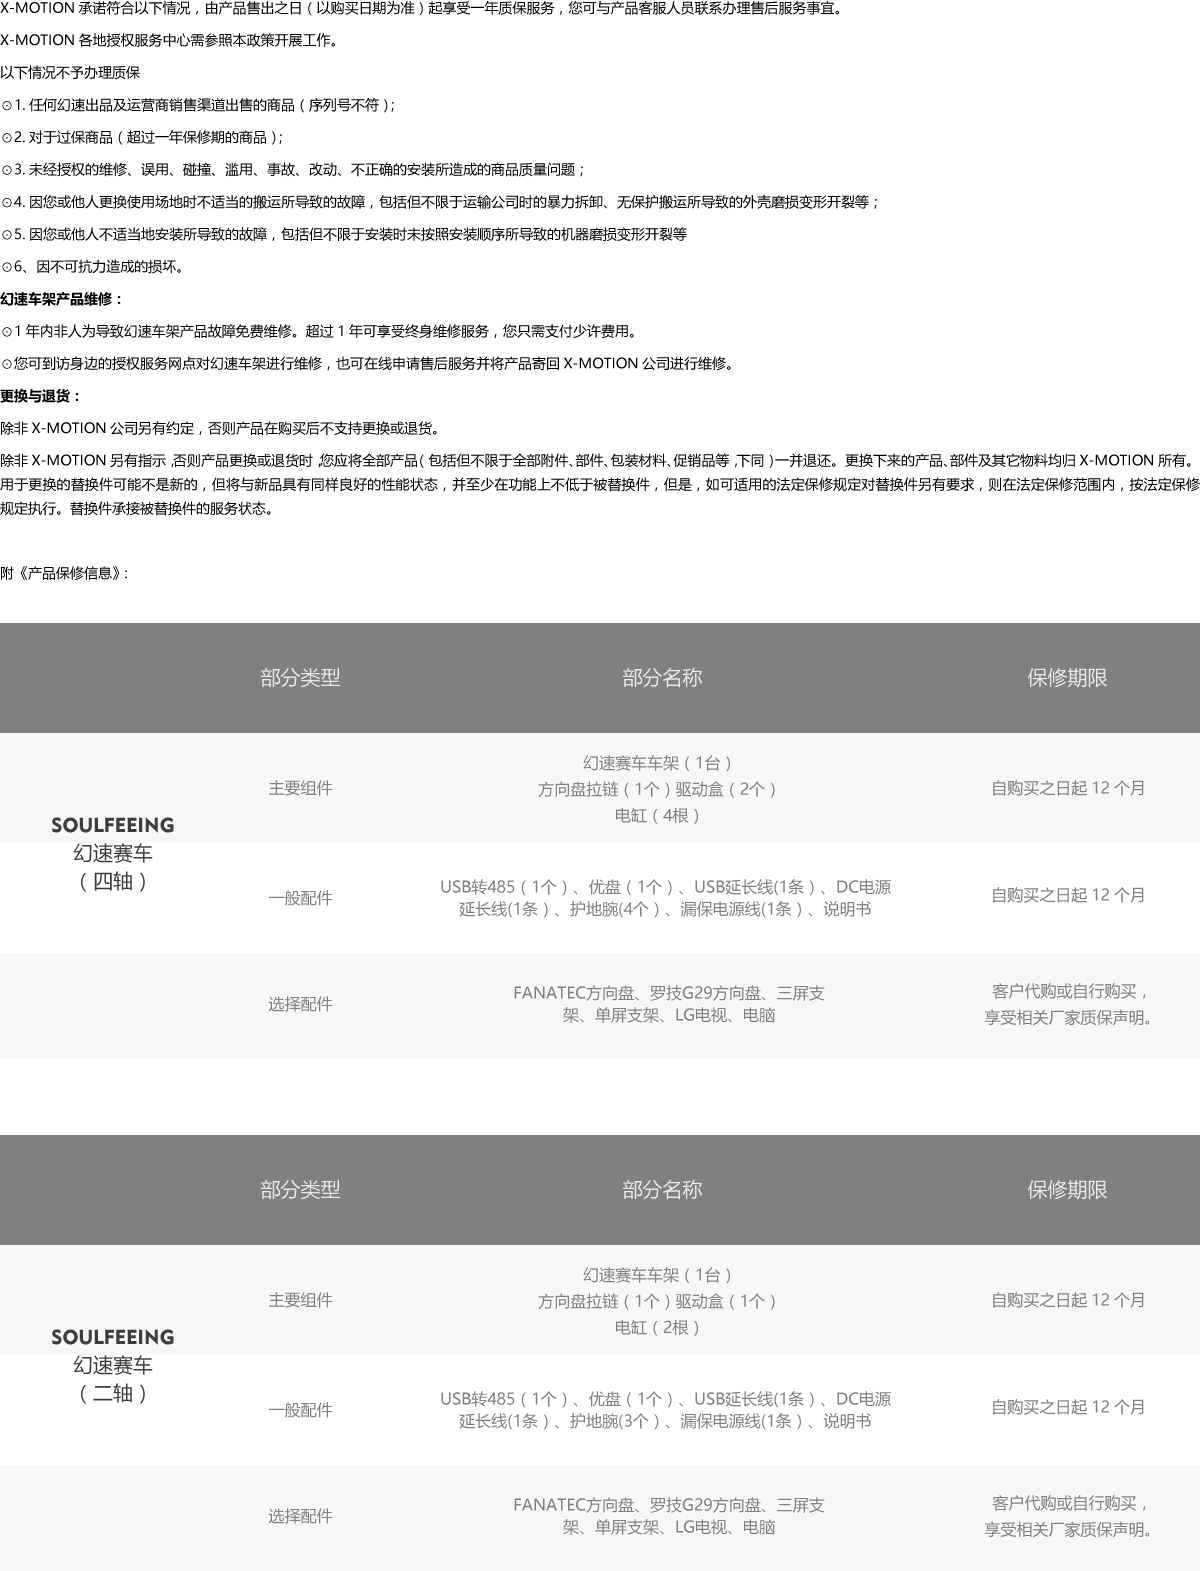 X-MOTION 承诺符合以下情况，由产品售出之日（以购买日期为准）起享受一年质保服务，您可与产品客服人员联系办理售后服务事宜。
X-MOTION 各地授权服务中心需参照本政策开展工作。
以下情况不予办理质保
⊙1. 任何幻速出品及运营商销售渠道出售的商品（序列号不符）；
⊙2. 对于过保商品（超过一年保修期的商品）；
⊙3. 未经授权的维修、误用、碰撞、滥用、事故、改动、不正确的安装所造成的商品质量问题；
⊙4. 因您或他人更换使用场地时不适当的搬运所导致的故障，包括但不限于运输公司时的暴力拆卸、无保护搬运所导致的外壳磨损变形开裂等；
⊙5. 因您或他人不适当地安装所导致的故障，包括但不限于安装时未按照安装顺序所导致的机器磨损变形开裂等
⊙6、因不可抗力造成的损坏。
幻速车架产品维修：
⊙1 年内非人为导致幻速车架产品故障免费维修。超过 1 年可享受终身维修服务，您只需支付少许费用。
⊙您可到访身边的授权服务网点对幻速车架进行维修，也可在线申请售后服务并将产品寄回 X-MOTION 公司进行维修。
更换与退货：
除非 X-MOTION 公司另有约定，否则产品在购买后不支持更换或退货。
除非 X-MOTION 另有指示，否则产品更换或退货时，您应将全部产品（包括但不限于全部附件、部件、包装材料、促销品等，下同）一并退还。更换下来的产品、部件及其它物料均归 X-MOTION 所有。
用于更换的替换件可能不是新的，但将与新品具有同样良好的性能状态，并至少在功能上不低于被替换件，但是，如可适用的法定保修规定对替换件另有要求，则在法定保修范围内，按法定保修
规定执行。替换件承接被替换件的服务状态。
附《产品保修信息》：
部分类型 部分名称 保修期限
SOULFEEING
幻速赛车
（四轴）
主要组件
幻速赛车车架（1台）
方向盘拉链（1个）驱动盒（2个）
电缸（4根）
自购买之日起 12 个月
一般配件
USB转485（1个）、优盘（1个）、USB延长线(1条）、DC电源
延长线(1条）、护地腕(4个）、漏保电源线(1条）、说明书
自购买之日起 12 个月
选择配件
FANATEC方向盘、罗技G29方向盘、三屏支
架、单屏支架、LG电视、电脑
客户代购或自行购买，
享受相关厂家质保声明。
部分类型 部分名称 保修期限
SOULFEEING
幻速赛车
（二轴）
主要组件
幻速赛车车架（1台）
方向盘拉链（1个）驱动盒（1个）
电缸（2根）
自购买之日起 12 个月
一般配件
USB转485（1个）、优盘（1个）、USB延长线(1条）、DC电源
延长线(1条）、护地腕(3个）、漏保电源线(1条）、说明书
自购买之日起 12 个月
选择配件
FANATEC方向盘、罗技G29方向盘、三屏支
架、单屏支架、LG电视、电脑
客户代购或自行购买，
享受相关厂家质保声明。